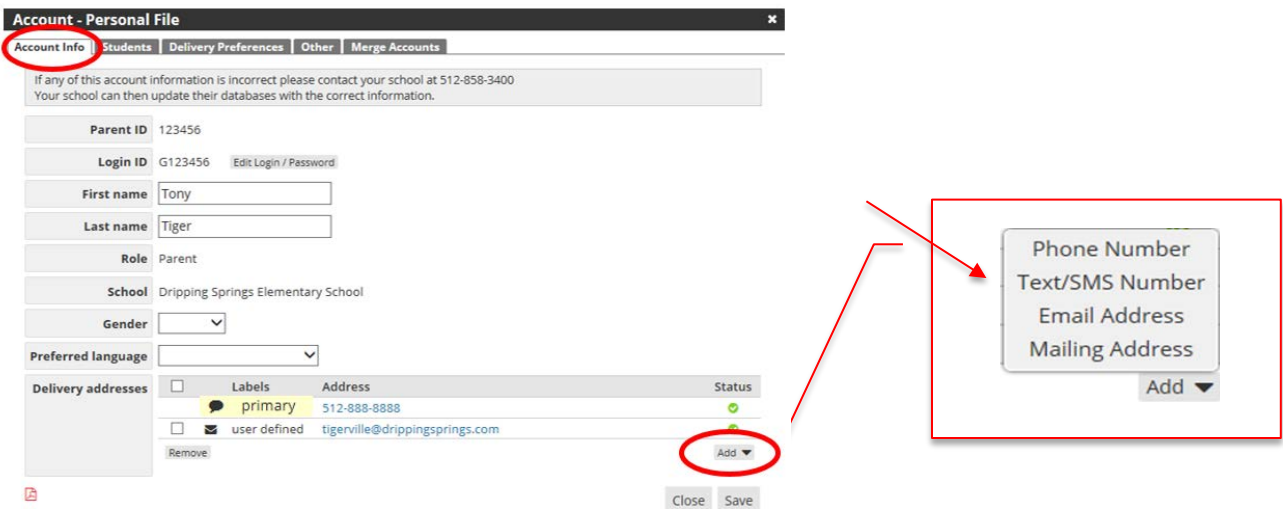 Account - Personal File
Account Info Students Delivery Preferences Other Merge Accounts
If any of this account information is incorrect please contact your school at 512-858-3400
Your school can then update their databases with the correct information.
Parent ID 123456
Login ID G123456 Edit Login / Password
First name Tony
Last name Tiger
Role Parent
School Dripping Springs Elementary School
Gender
Preferred language
Delivery addresses Labels Address Status
primary 512-888-8888
user defined tigerville@drippingsprings.com
Remove Add
Close Save
Phone Number
Text/SMS Number
Email Address
Mailing Address
Add